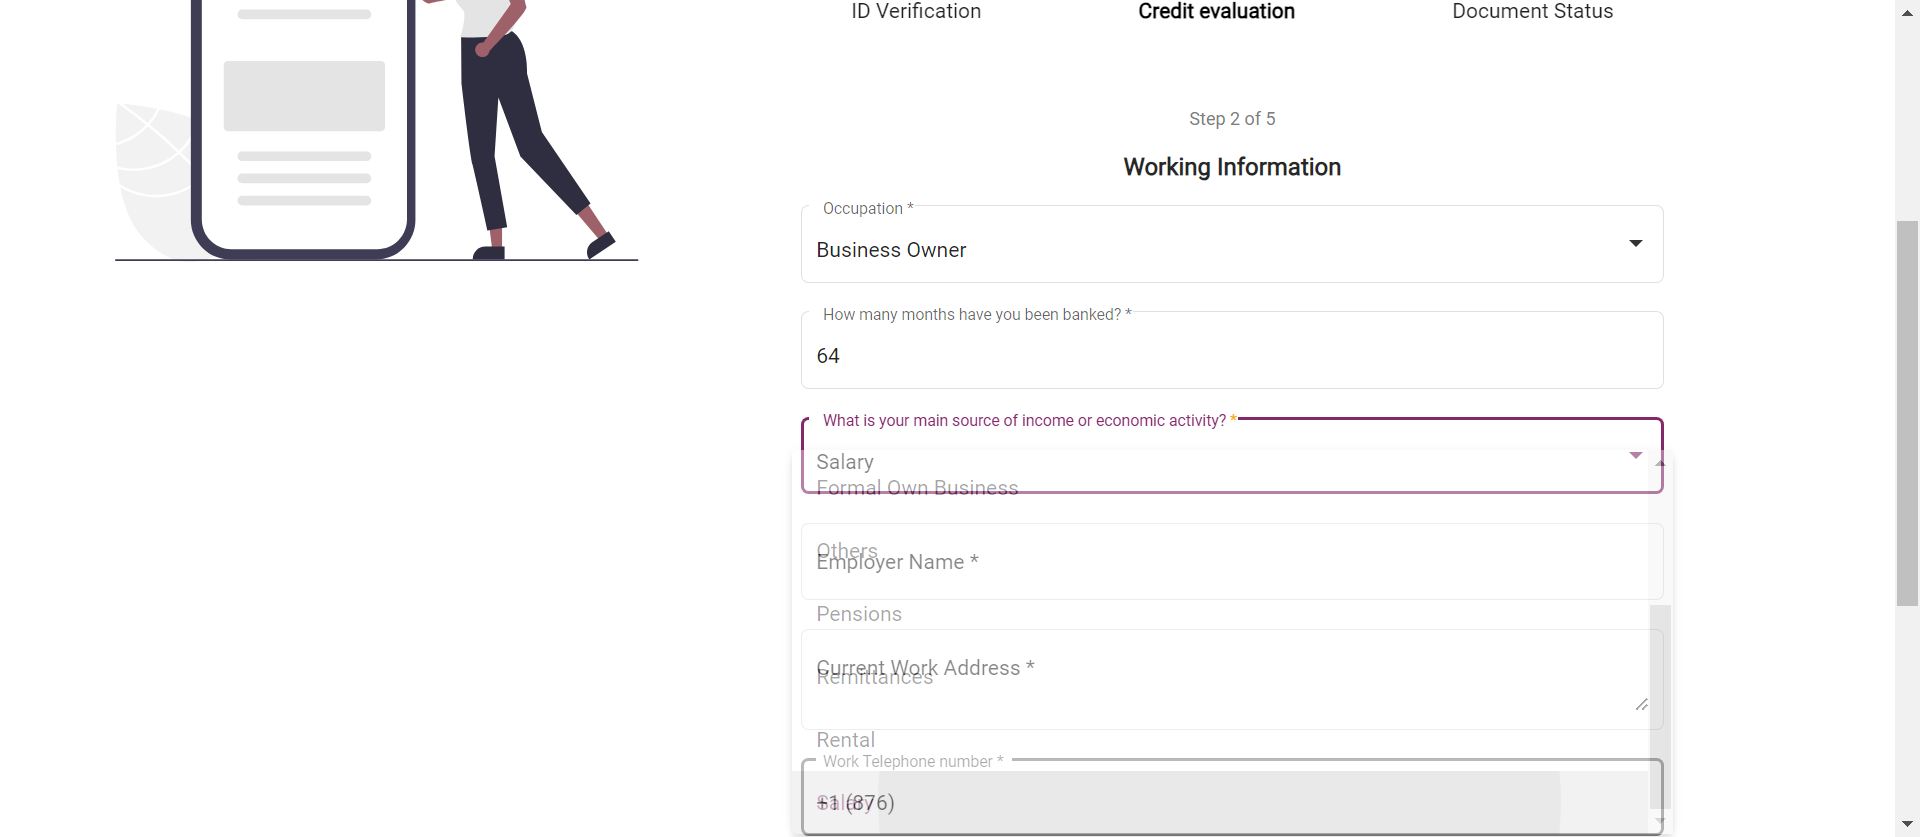 ID Verification
Credit evaluation
Document Status
Step 2 of 5
Working Information
Occupation *
Business Owner
How many months have you been banked? *
64
What is your main source of income or economic activity? *
Salary
Formal Own Business
Others
Employer Name *
Pensions
Current Work Address *
Remittances
Rental
Work Telephone number *
+1 (876)
Salary